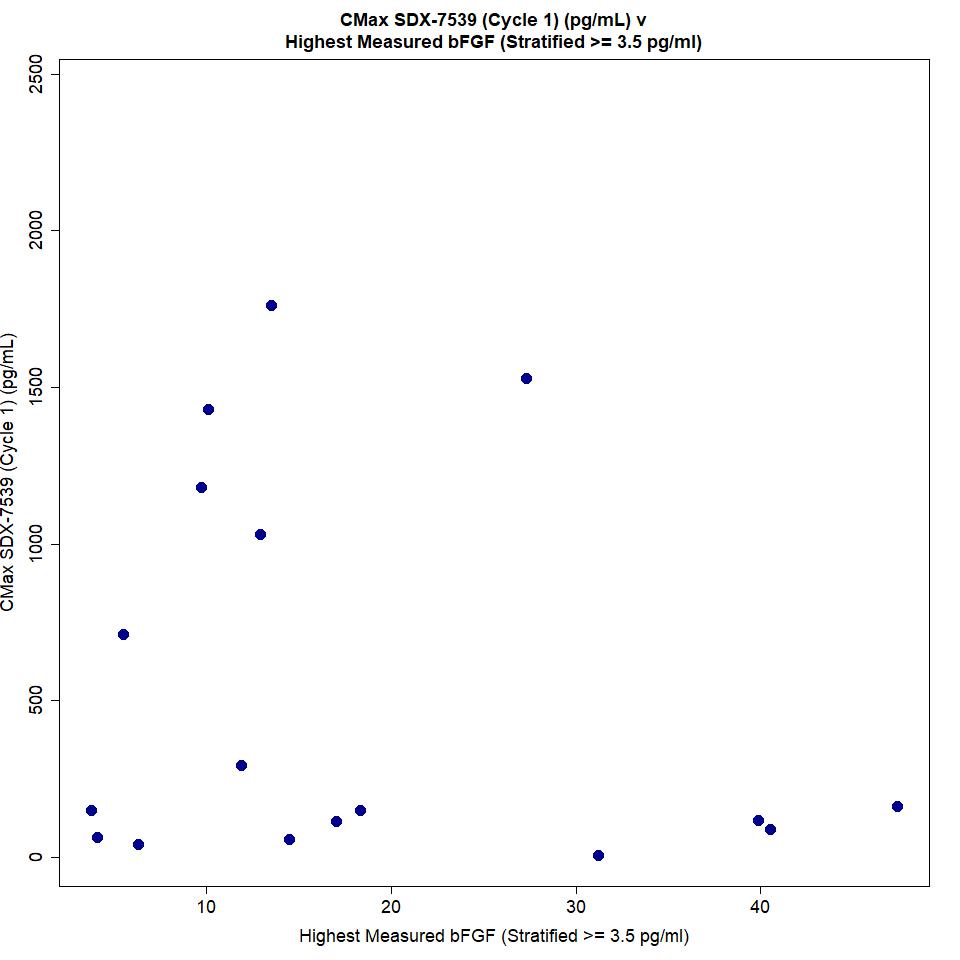 CMax SDX-7539 (Cycle 1) (pg/mL) v
Highest Measured bFGF (Stratified >= 3.5 pg/ml)
CMax SDX-7539 (Cycle 1) (pg/mL)
2500
2000
1500
1000
500
0
10 20 30 40
Highest Measured bFGF (Stratified >= 3.5 pg/ml)